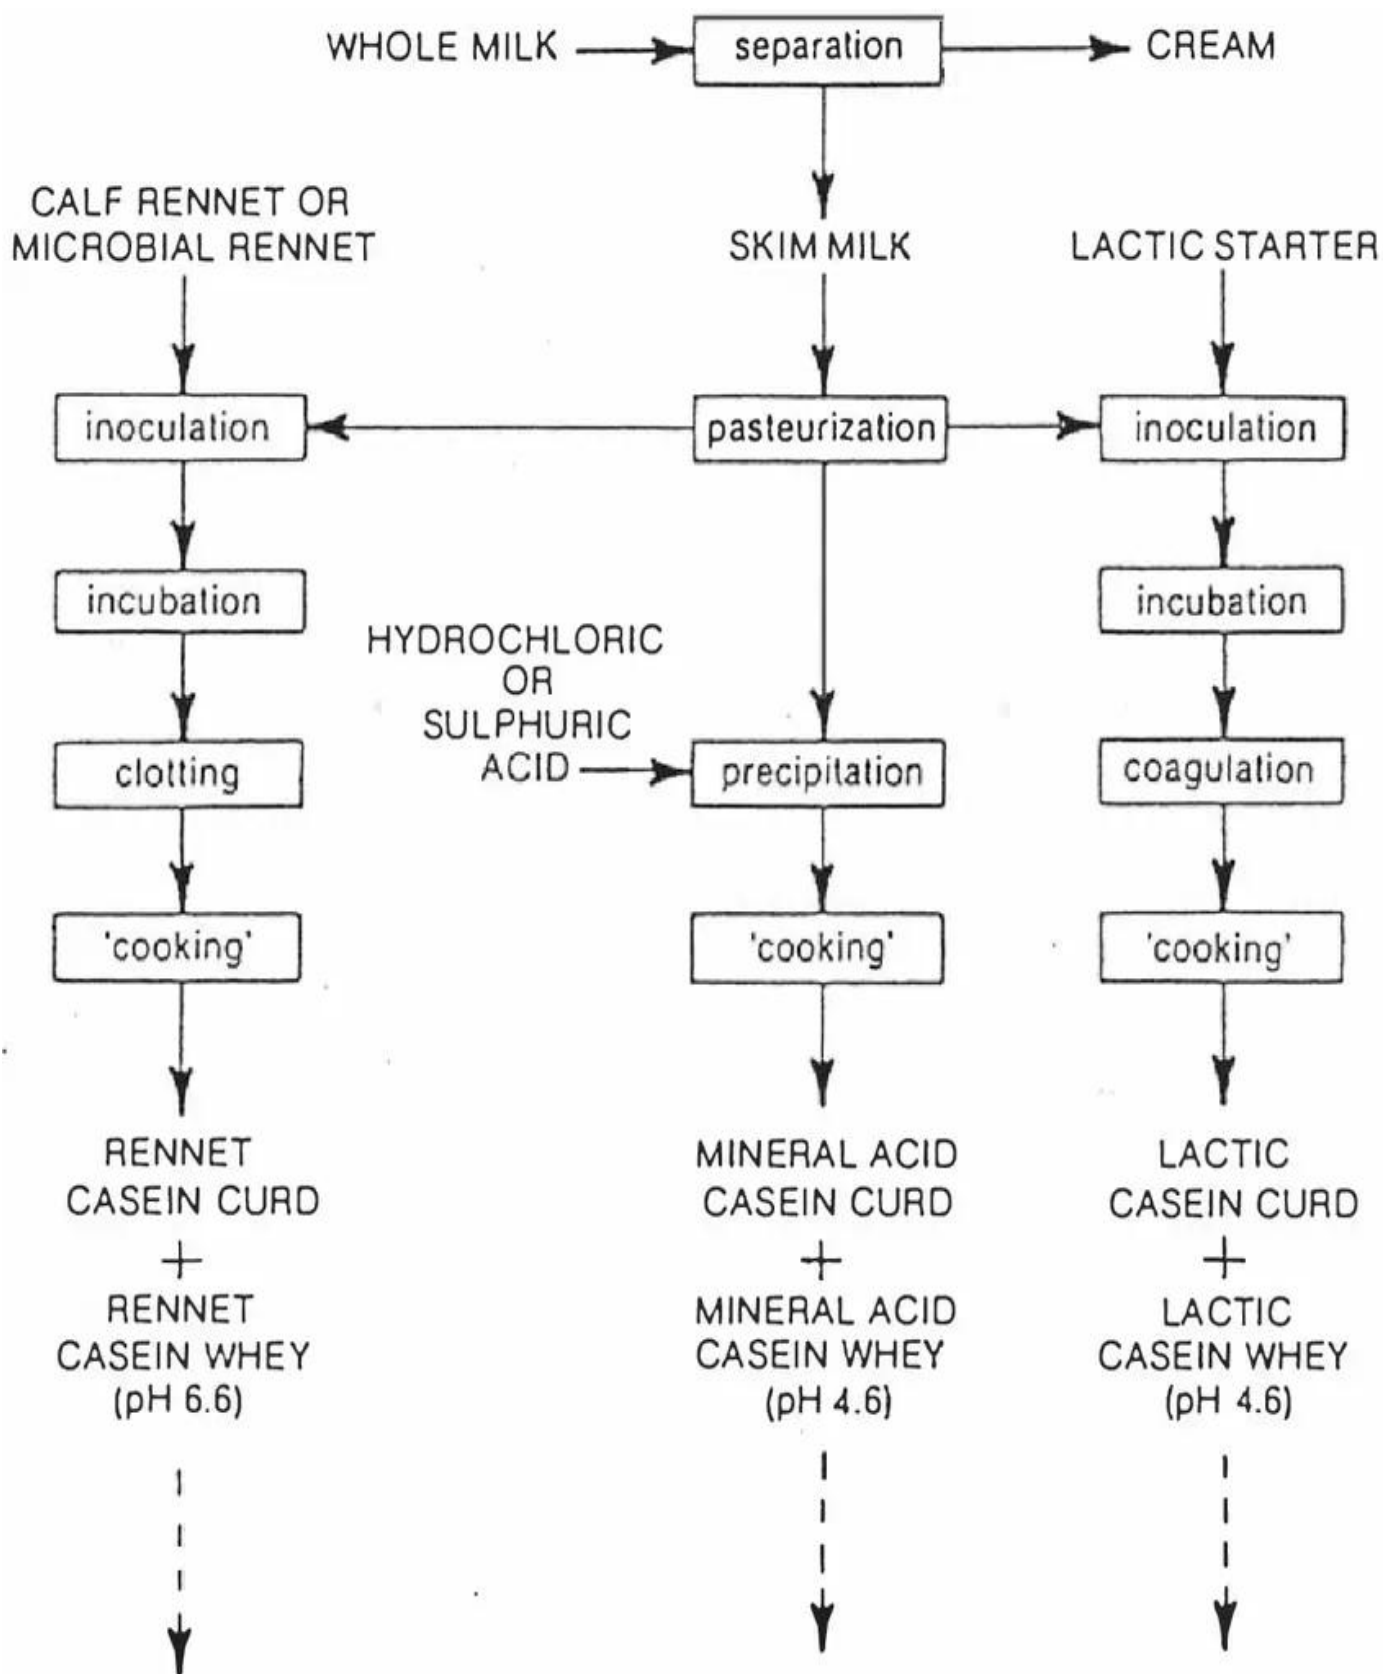 WHOLE MILK
separation
CREAM
CALF RENNET OR
MICROBIAL RENNET
SKIM MILK
LACTIC STARTER
inoculation
pasteurization
inoculation
incubation
HYDROCHLORIC
OR
SULPHURIC
ACID
incubation
clotting
precipitation
coagulation
'cooking'
'cooking'
'cooking'
RENNET
CASEIN CURD
+
RENNET
CASEIN WHEY
(pH 6.6)
MINERAL ACID
CASEIN CURD
+
MINERAL ACID
CASEIN WHEY
(pH 4.6)
LACTIC
CASEIN CURD
+
LACTIC
CASEIN WHEY
(pH 4.6)